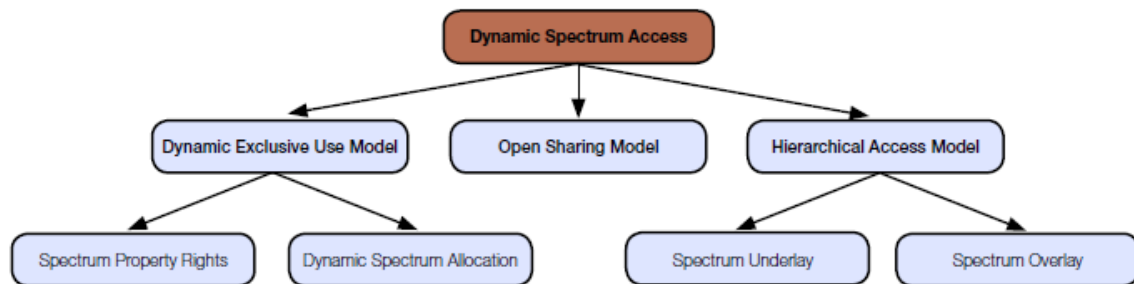 Dynamic Spectrum Access
Dynamic Exclusive Use Model
Open Sharing Model
Hierarchical Access Model
Spectrum Property Rights
Dynamic Spectrum Allocation
Spectrum Underlay
Spectrum Overlay